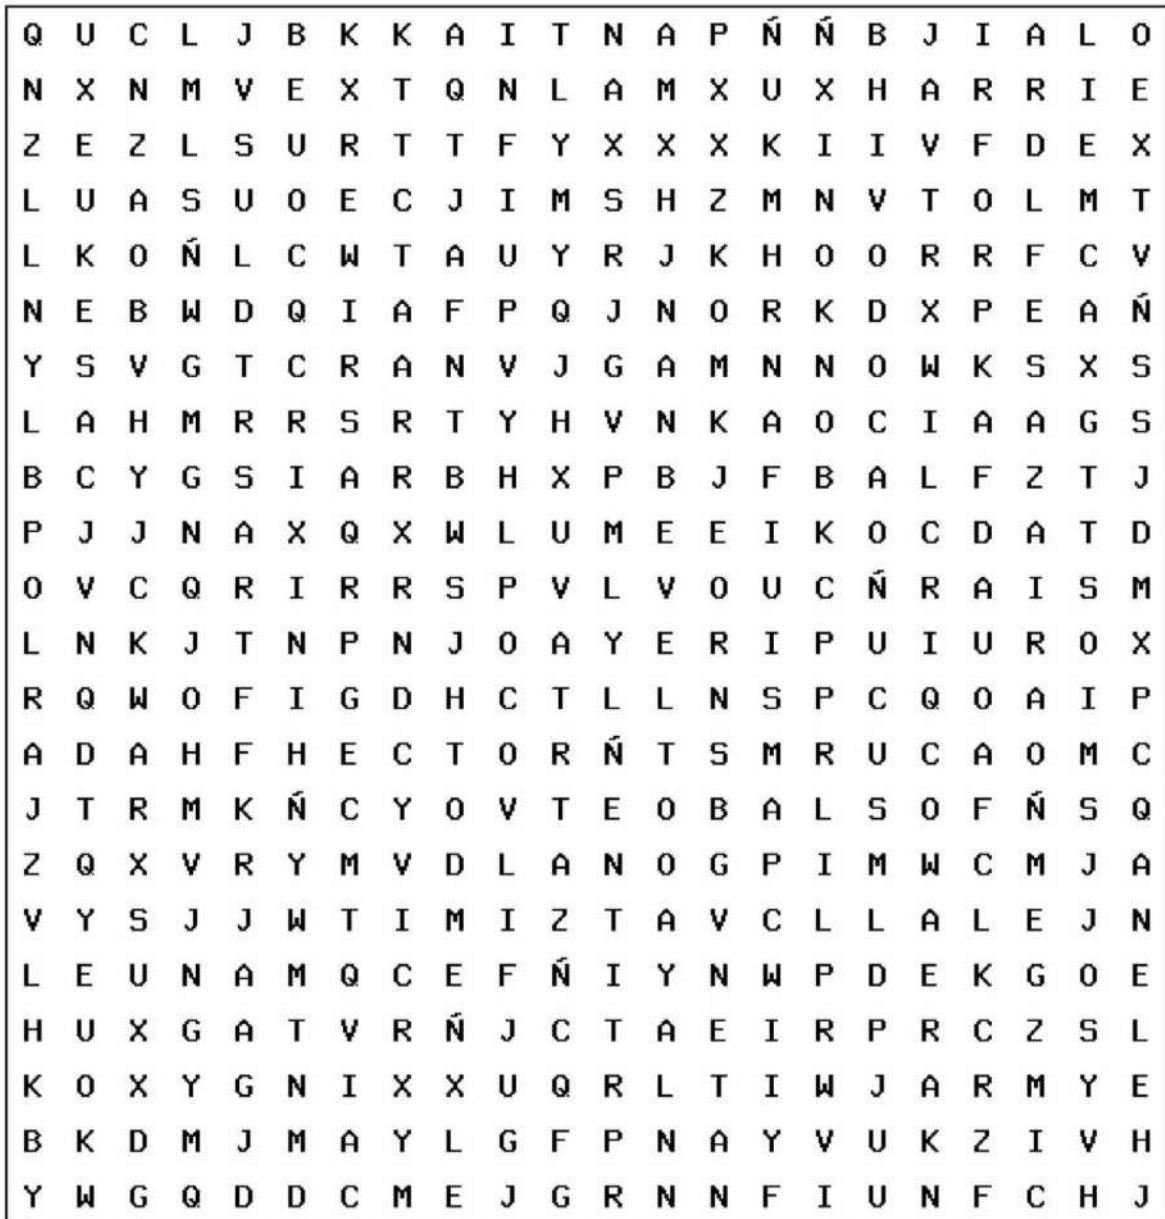 Q U C L J B K K A I T N A P Ñ Ñ B J I A L O
N X N M V E X T Q N L A M X U X H A R R I E
Z E Z L S U R T T F Y X X X K I I V F D E X
L U A S U O E C J I M S H Z M N V T O L M T
L K O Ñ L C W T A U Y R J K H O O R R F C V
N E B W D Q I A F P Q J N O R K D X P E A Ñ
Y S V G T C R A N V J G A M N N O W K S X S
L A H M R R S R T Y H V N K A O C I A A G S
B C Y G S I A R B H X P B J F B A L F Z T J
P J J N A X Q X W L U M E E I K O C D A T D
O V C Q R I R R S P V L V O U C Ñ R A I S M
L N K J T N P N J O A Y E R I P U I U R O X
R Q W O F I G D H C T L L N S P C Q O A I P
A D A H F H E C T O R Ñ T S M R U C A O M C
J T R M K Ñ C Y O V T E O B A L S O F Ñ S Q
Z Q X V R Y M V D L A N O G P I M W C M J A
V Y S J J W T I M I Z T A V C L L A L E J N
L E U N A M Q C E F Ñ I Y N W P D E K G O E
H U X G A T V R Ñ J C T A E I R P R C Z S L
K O X Y G N I X X U Q R L T I W J A R M Y E
B K D M J M A Y L G F P N A Y V U K Z I V H
Y W G Q D D C M E J G R N N F I U N F C H J